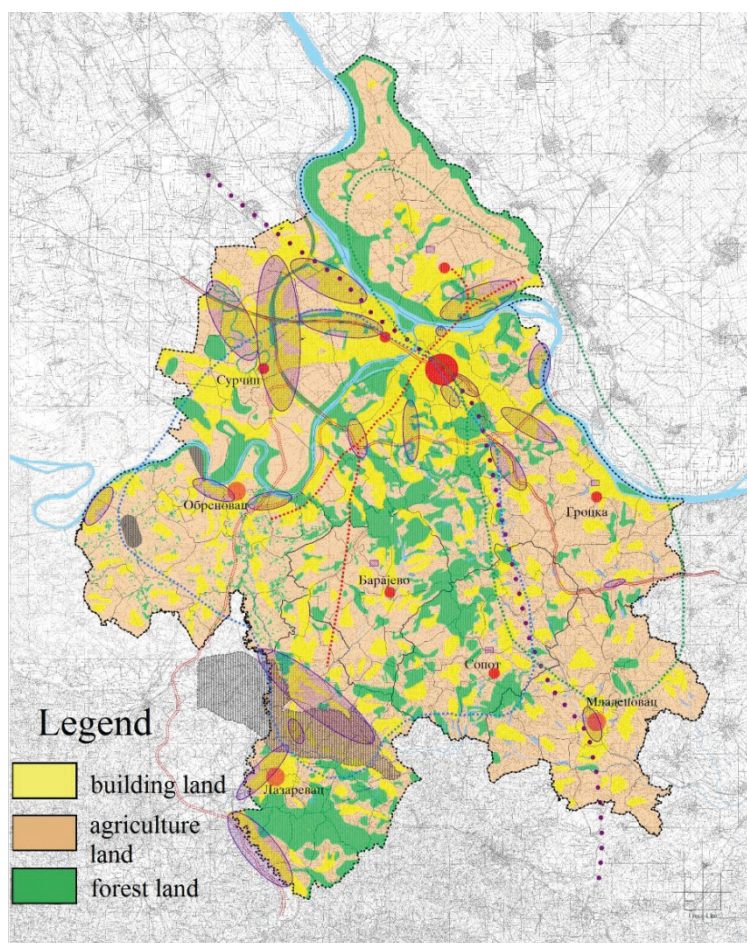 Сурчин
Обреновац
Гроцка
Барајево
Сопот
Младеновац
Лазаревац
Legend
building land
agriculture
land
forest land